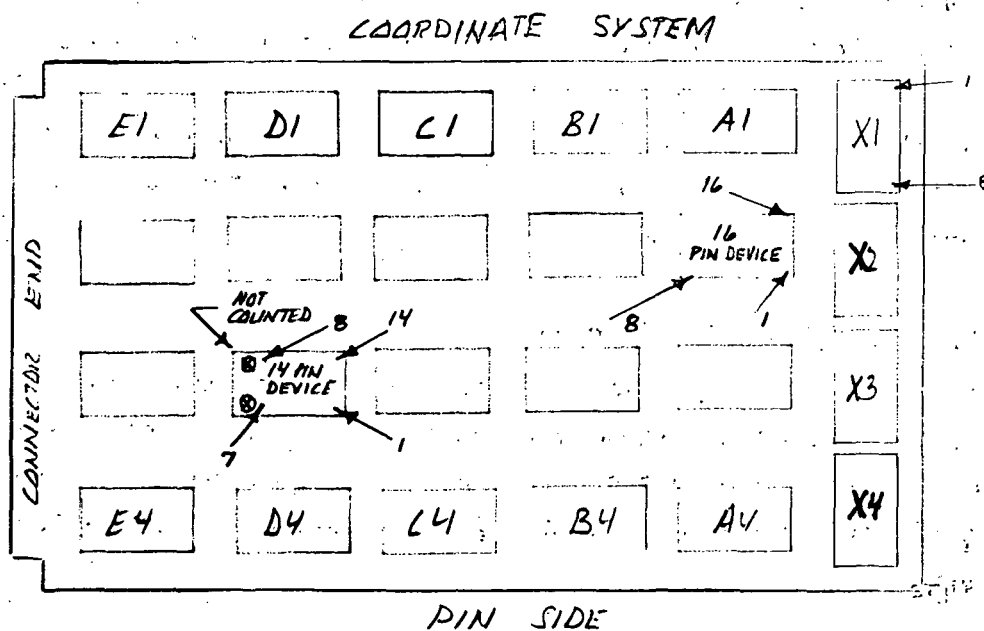 COORDINATE SYSTEM
1
E1 D1 C1 B1 A1 X1
16
16
PIN DEVICE
X2
8 1
NOT
COUNTED
8 14
14 PIN
DEVICE
X3
7 1
CONNECTOR END
E4 D4 C4 B4 A4 X4
PIN SIDE